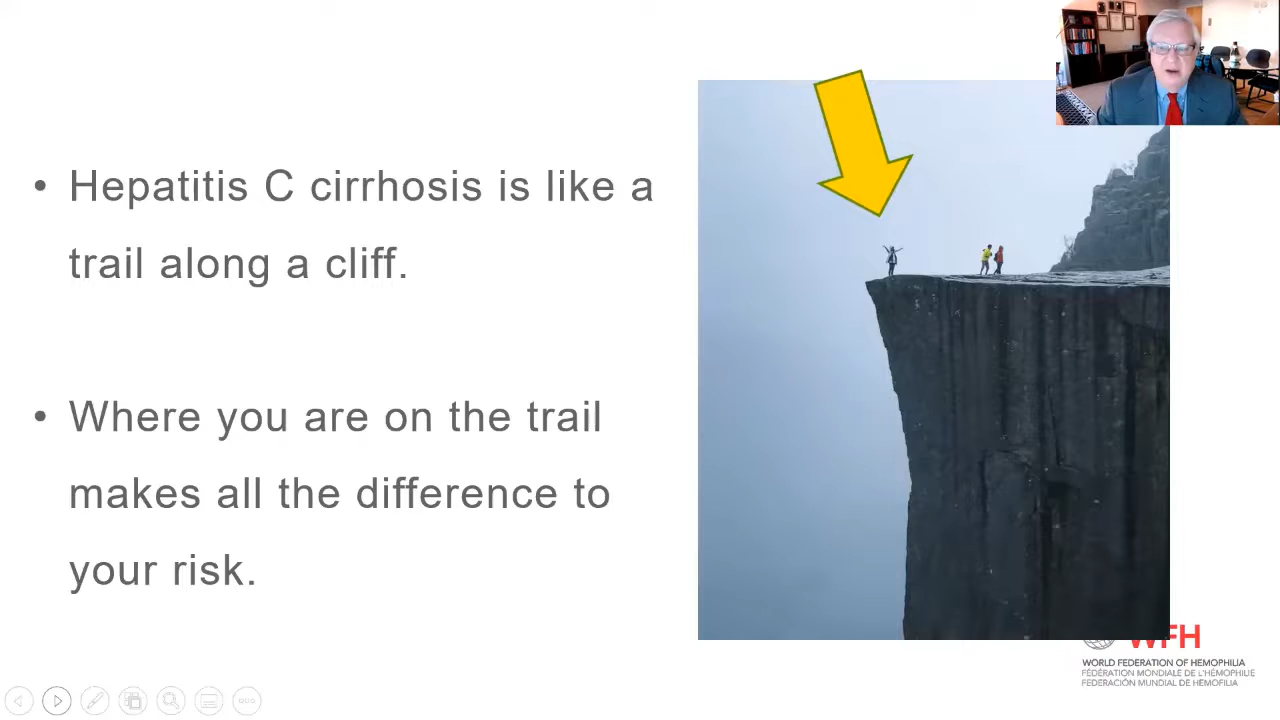 • Hepatitis C cirrhosis is like a
trail along a cliff.
• Where you are on the trail
makes all the difference to
your risk.
WFH
WORLD FEDERATION OF HEMOPHILIA
FÉDÉRATION MONDIALE DE L'HÉMOPHILIE
FEDERACIÓN MUNDIAL DE HEMOFILIA